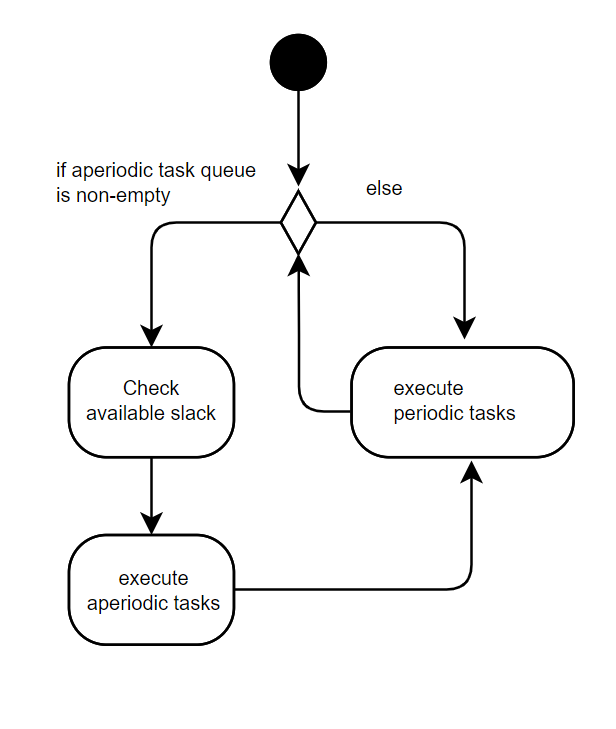 if aperiodic task queue
is non-empty
else
Check
available slack
execute
periodic tasks
execute
aperiodic tasks